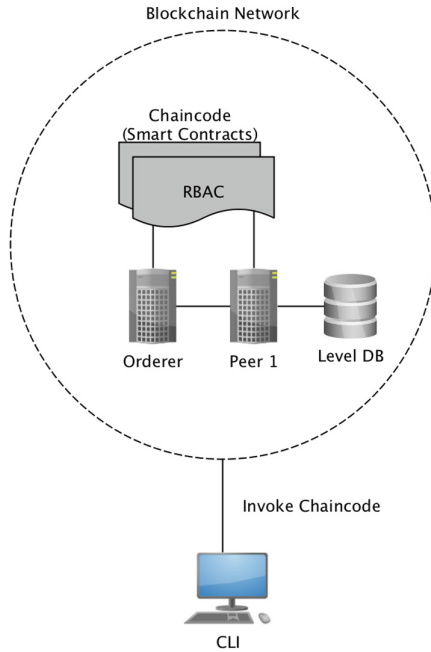 Blockchain Network
Chaincode
(Smart Contracts)
RBAC
Orderer
Peer 1
Level DB
Invoke Chaincode
CLI